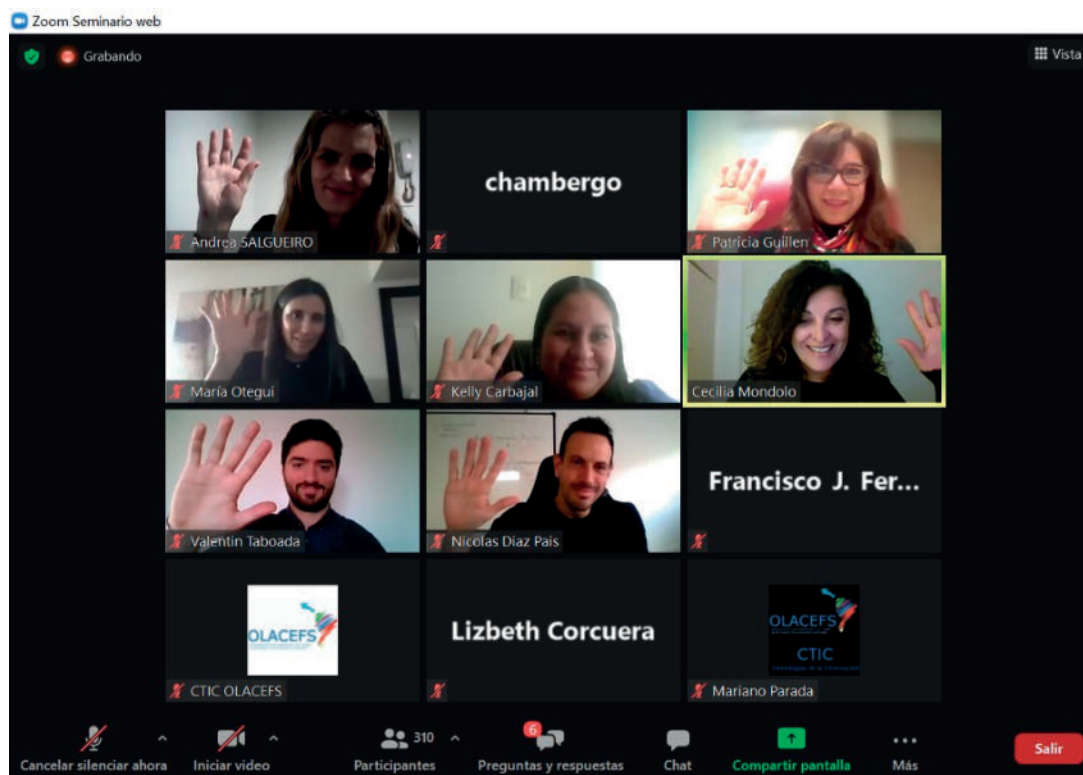 Zoom Seminario web
Grabando
Vista
Andrea SALGUEIRO
chambergo
Patricia Guillen
María Otegui
Kelly Carbajal
Cecilia Mondolo
Valentin Taboada
Nicolas Diaz Pais
Francisco J. Fer...
OLACEFS
CTIC OLACEFS
Lizbeth Corcuera
OLACEFS
CTIC
Mariano Parada
Cancelar silenciar ahora
Iniciar video
310
Participantes
6
Preguntas y respuestas
Chat
Compartir pantalla
Más
Salir